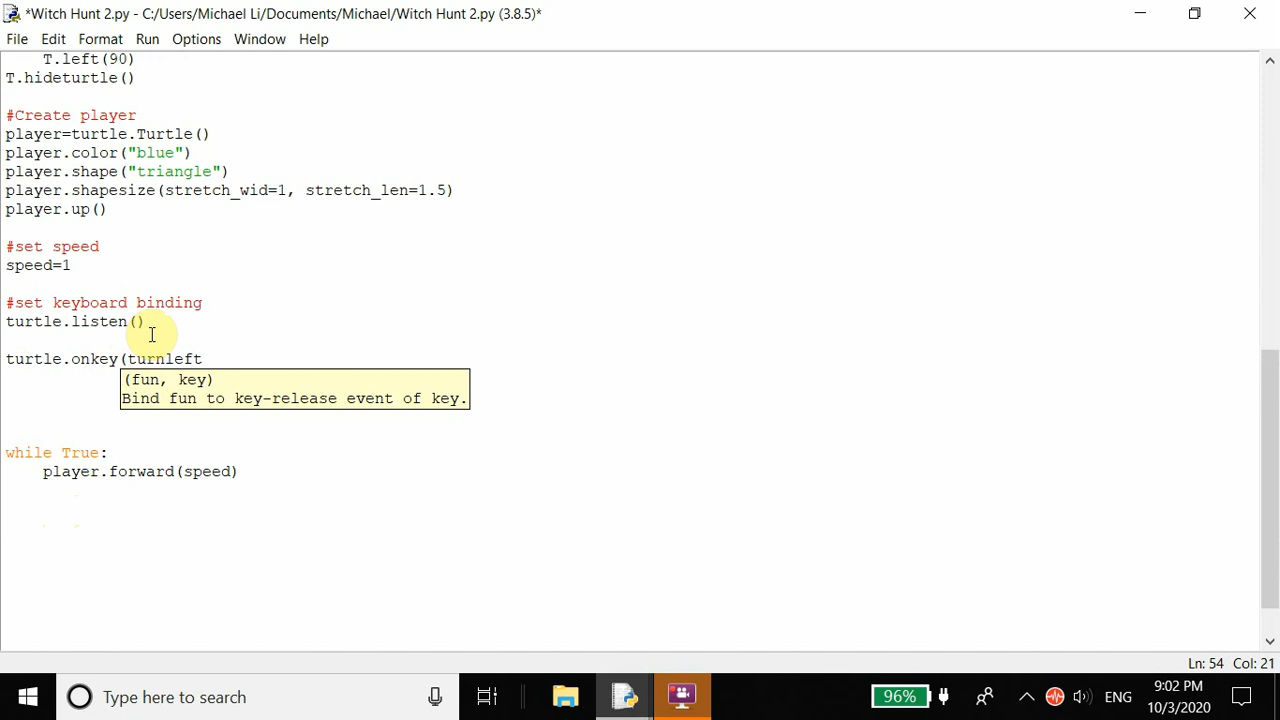 *Witch Hunt 2.py - C:/Users/Michael Li/Documents/Michael/Witch Hunt 2.py (3.8.5)*
File Edit Format Run Options Window Help
T.left(90)
T.hideturtle()
#Create player
player=turtle.Turtle()
player.color("blue")
player.shape("triangle")
player.shapesize(stretch_wid=1, stretch_len=1.5)
player.up()
#set speed
speed=1
#set keyboard binding
turtle.listen()
turtle.onkey(turnleft
(fun, key)
Bind fun to key-release event of key.
while True:
player.forward(speed)
Ln: 54 Col: 21
Type here to search
96%
ENG
9:02 PM
10/3/2020